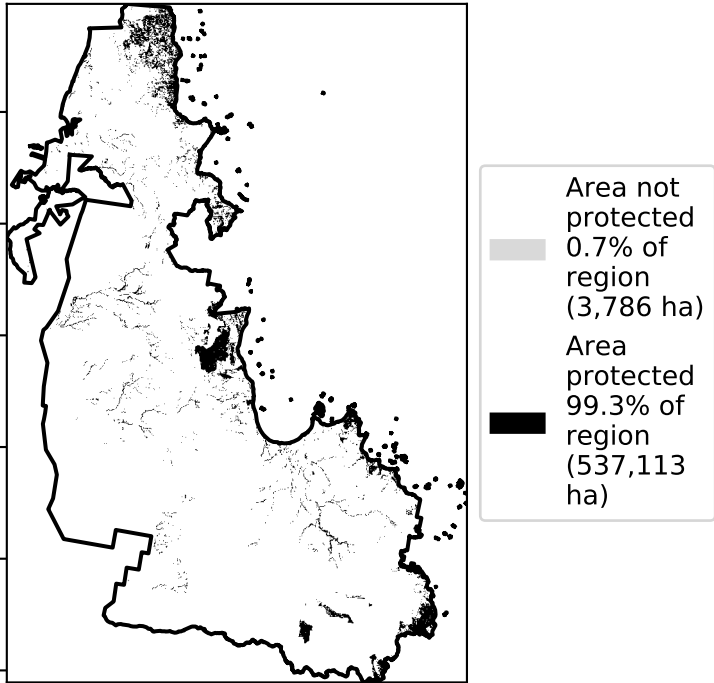 Area not
protected
0.7% of
region
(3,786 ha)
Area
protected
99.3% of
region
(537,113
ha)